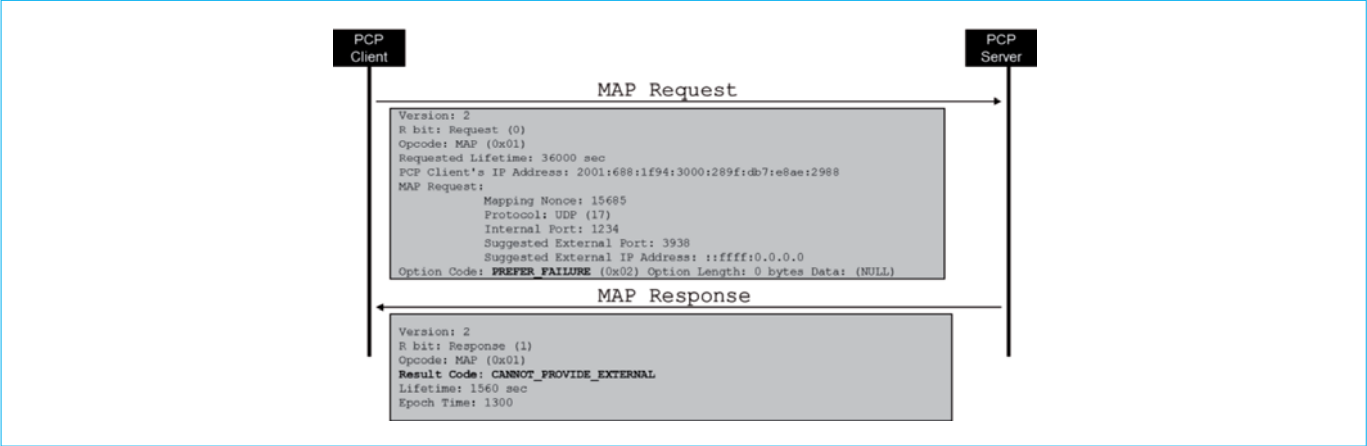 PCP
Client
PCP
Server
MAP Request
Version: 2
R bit: Request (0)
Opcode: MAP (0x01)
Requested Lifetime: 36000 sec
PCP Client's IP Address: 2001:688:1f94:3000:289f:db7:e8ae:2988
MAP Request:
Mapping Nonce: 15685
Protocol: UDP (17)
Internal Port: 1234
Suggested External Port: 3938
Suggested External IP Address: ::ffff:0.0.0.0
Option Code: PREFER_FAILURE (0x02) Option Length: 0 bytes Data: (NULL)
MAP Response
Version: 2
R bit: Response (1)
Opcode: MAP (0x01)
Result Code: CANNOT_PROVIDE_EXTERNAL
Lifetime: 1560 sec
Epoch Time: 1300